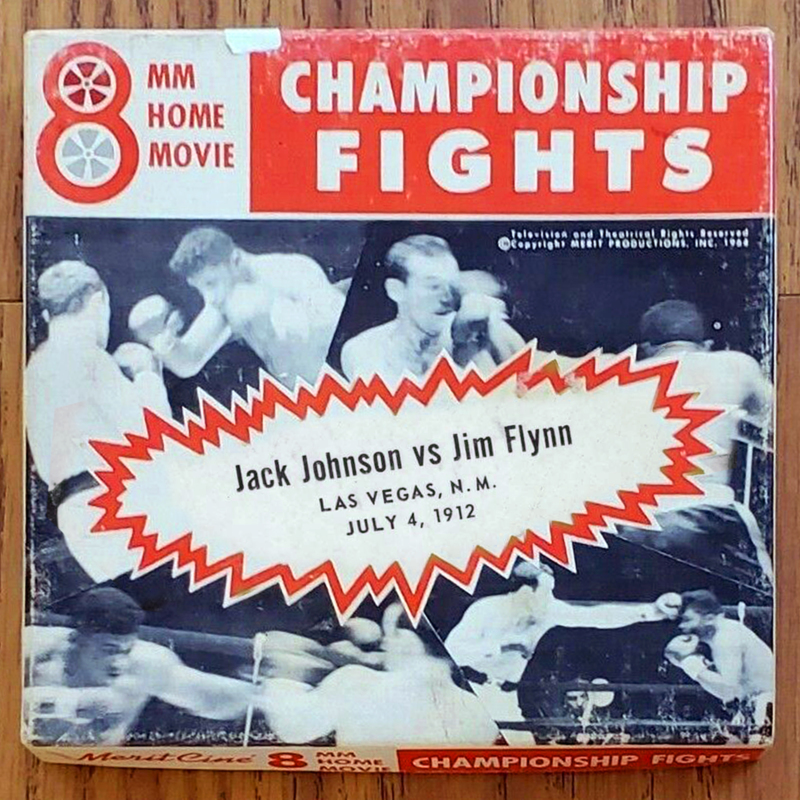 8
MM
HOME
MOVIE
CHAMPIONSHIP
FIGHTS
Television and Theatrical Rights Reserved
©Copyright MERIT PRODUCTIONS, INC. 1960
Jack Johnson vs Jim Flynn
LAS VEGAS, N.M.
JULY 4, 1912
Merit Cine 8 MM HOME MOVIE CHAMPIONSHIP FIGHTS